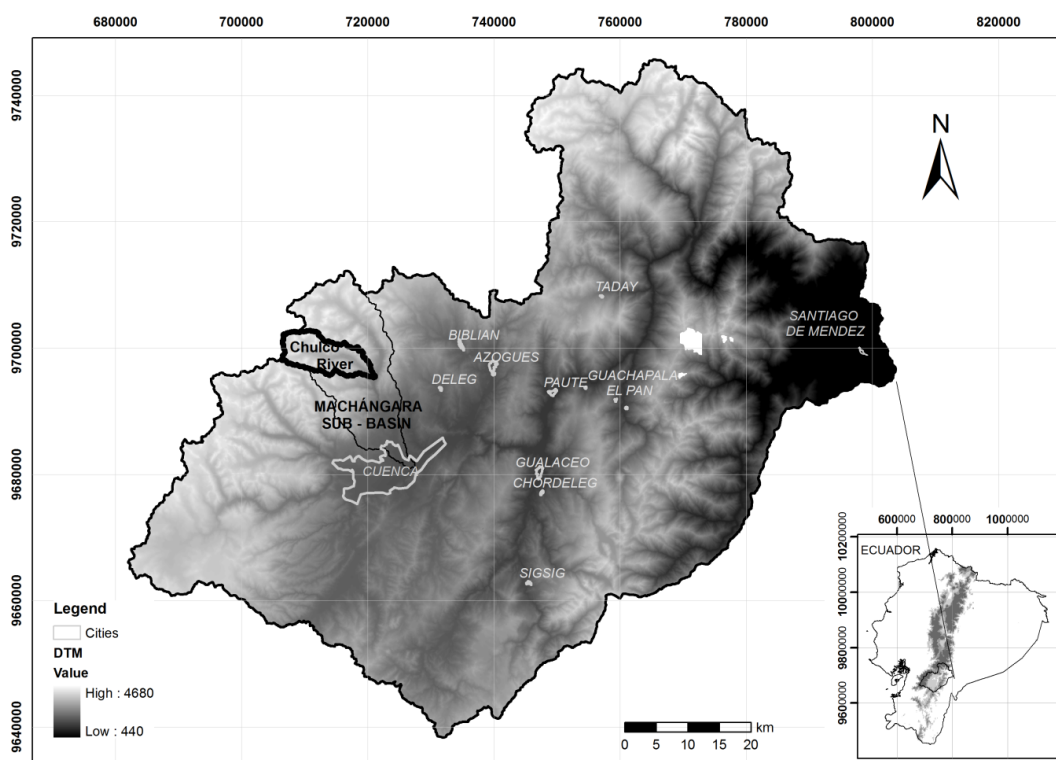 680000 700000 720000 740000 760000 780000 800000 820000
9740000
N
9720000
TADAY
SANTIAGO
DE MENDEZ
9700000
BIBLIAN
Chulco
River
AZOGUES
DELEG
PAUTE
GUACHAPALA
EL PAN
MACHÁNGARA
SUB - BASIN
9680000
CUENCA
GUALACEO
CHORDELEG
SIGSIG
9660000
9640000
Legend
Cities
DTM
Value
High : 4680
Low : 440
km
0 5 10 15 20
600000 800000 1000000
ECUADOR
10200000
10000000
9800000
9600000